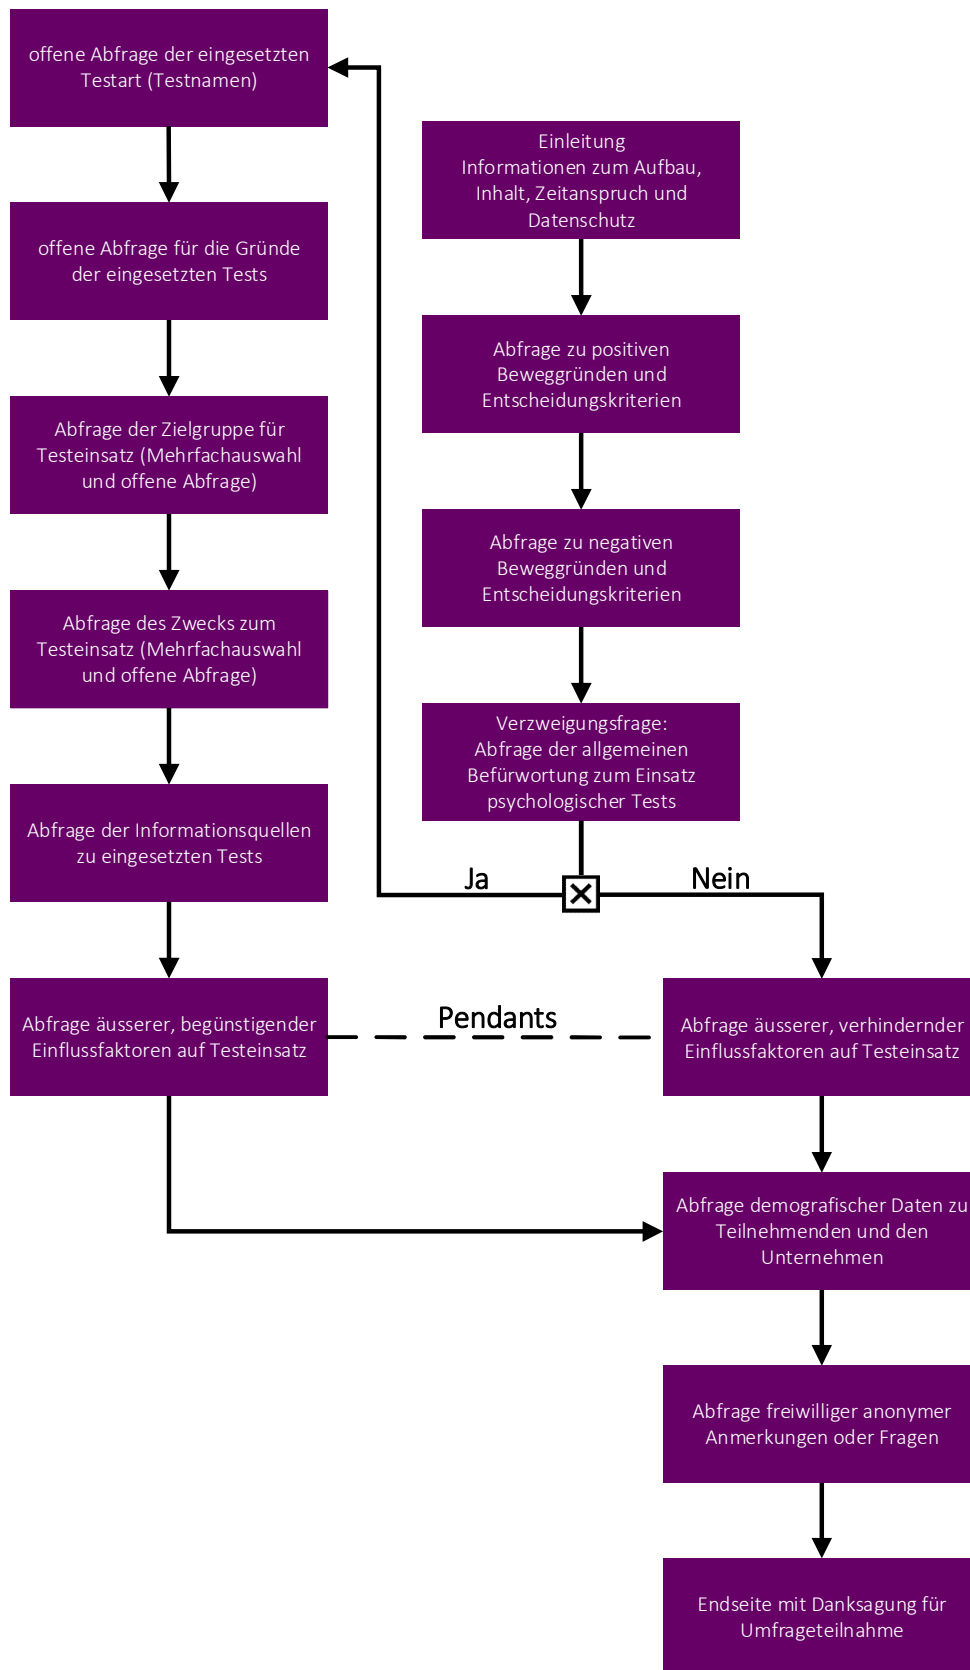 offene Abfrage der eingesetzten
Testart (Testnamen)
offene Abfrage für die Gründe
der eingesetzten Tests
Abfrage der Zielgruppe für
Testeinsatz (Mehrfachauswahl
und offene Abfrage)
Abfrage des Zwecks zum
Testeinsatz (Mehrfachauswahl
und offene Abfrage)
Abfrage der Informationsquellen
zu eingesetzten Tests
Abfrage äusserer, begünstigender
Einflussfaktoren auf Testeinsatz
Einleitung
Informationen zum Aufbau,
Inhalt, Zeitanspruch und
Datenschutz
Abfrage zu positiven
Beweggründen und
Entscheidungskriterien
Abfrage zu negativen
Beweggründen und
Entscheidungskriterien
Verzweigungsfrage:
Abfrage der allgemeinen
Befürwortung zum Einsatz
psychologischer Tests
Ja
Nein
Pendants
Abfrage äusserer, verhindernder
Einflussfaktoren auf Testeinsatz
Abfrage demografischer Daten zu
Teilnehmenden und den
Unternehmen
Abfrage freiwilliger anonymer
Anmerkungen oder Fragen
Endseite mit Danksagung für
Umfrageteilnahme